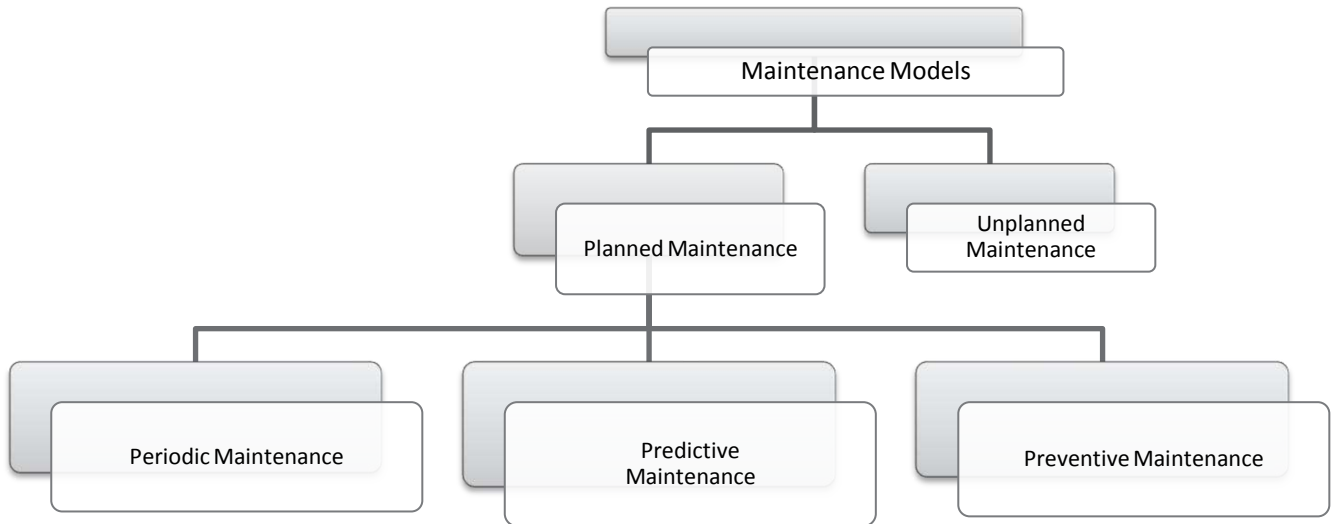 Maintenance Models
Planned Maintenance
Unplanned
Maintenance
Periodic Maintenance
Predictive
Maintenance
Preventive Maintenance